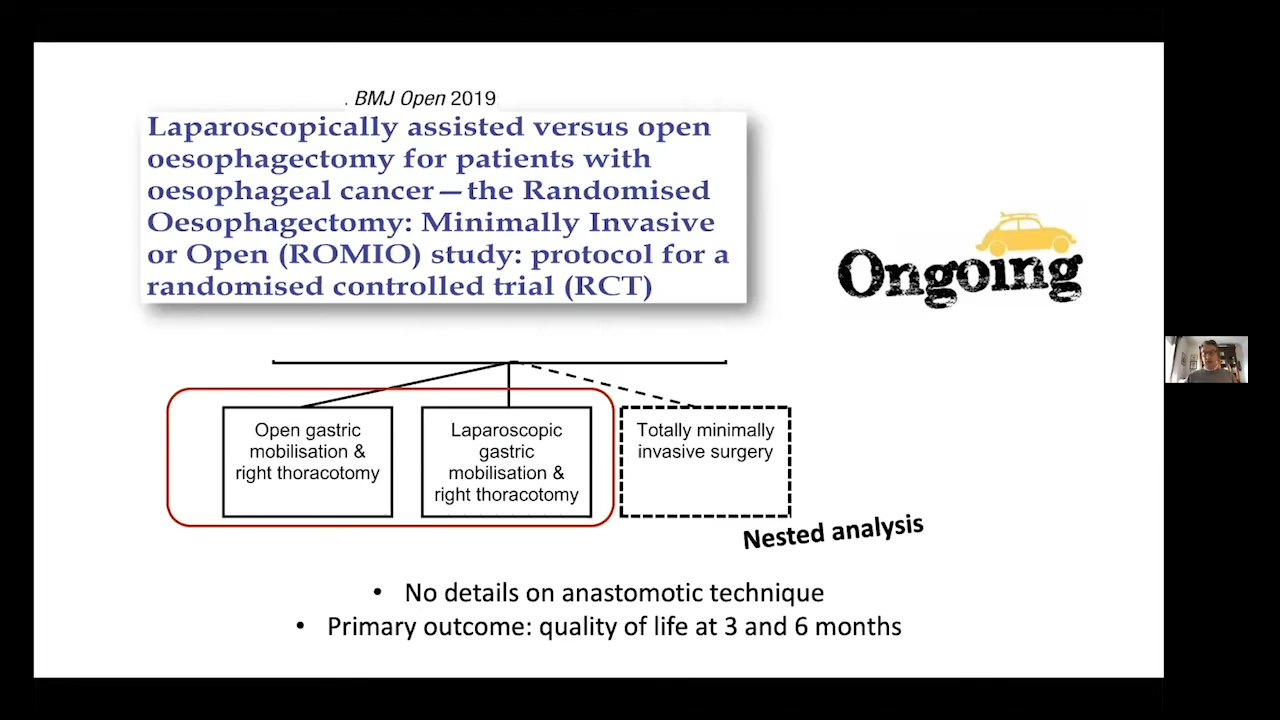 . BMJ Open 2019
Laparoscopically assisted versus open
oesophagectomy for patients with
oesophageal cancer—the Randomised
Oesophagectomy: Minimally Invasive
or Open (ROMIO) study: protocol for a
randomised controlled trial (RCT)
Ongoing
Open gastric
mobilisation &
right thoracotomy
Laparoscopic
gastric
mobilisation &
right thoracotomy
Totally minimally
invasive surgery
Nested analysis
• No details on anastomotic technique
• Primary outcome: quality of life at 3 and 6 months